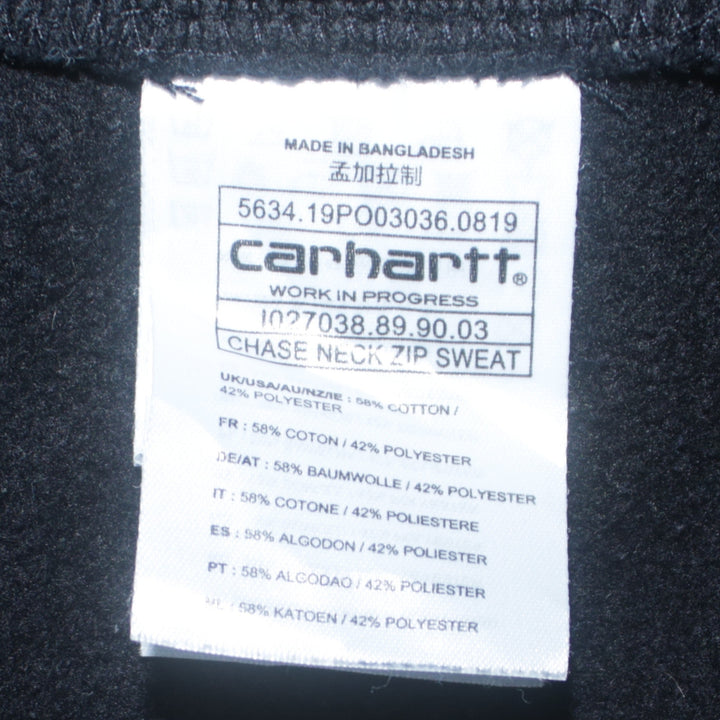 MADE IN BANGLADESH
孟加拉制
5634.19PO03036.0819
carhartt®
WORK IN PROGRESS
I027038.89.90.03
CHASE NECK ZIP SWEAT
UK/USA/AU/NZ/IE : 58% COTTON /
42% POLYESTER
FR : 58% COTON / 42% POLYESTER
DE/AT : 58% BAUMWOLLE / 42% POLYESTER
IT : 58% COTONE / 42% POLIESTERE
ES : 58% ALGODON / 42% POLIESTER
PT : 58% ALGODAO / 42% POLIESTER
: 58% KATOEN / 42% POLYESTER